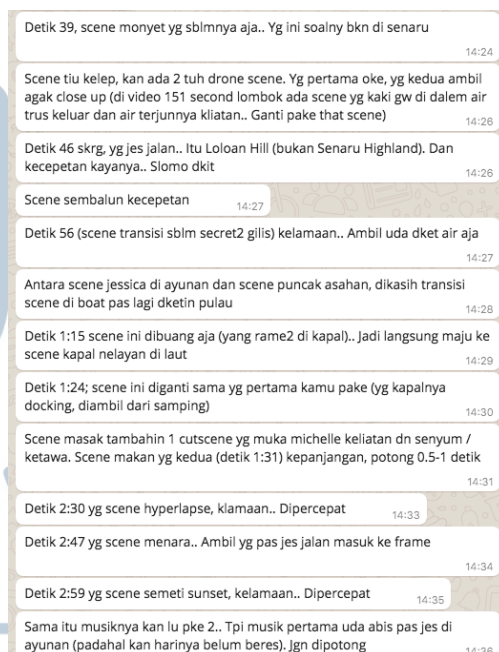 Detik 39, scene monyet yg sblmnya aja.. Yg ini soalny bkn di senaru
14:24
Scene tiu kelep, kan ada 2 tuh drone scene. Yg pertama oke, yg kedua ambil
agak close up (di video 151 second lombok ada scene yg kaki gw di dalem air
trus keluar dan air terjunnya kliatan.. Ganti pake that scene)
14:26
Detik 46 skrg, yg jes jalan.. Itu Loloan Hill (bukan Senaru Highland). Dan
kecepetan kayanya.. Slomo dkit
14:26
Scene sembalun kecepetan
14:27
Detik 56 (scene transisi sblm secret2 gilis) kelamaan.. Ambil uda dket air aja
14:27
Antara scene jessica di ayunan dan scene puncak asahan, dikasih transisi
scene di boat pas lagi dketin pulau
14:28
Detik 1:15 scene ini dibuang aja (yang rame2 di kapal).. Jadi langsung maju ke
scene kapal nelayan di laut
14:29
Detik 1:24; scene ini diganti sama yg pertama kamu pake (yg kapalnya
docking, diambil dari samping)
14:30
Scene masak tambahin 1 cutscene yg muka michelle keliatan dn senyum /
ketawa. Scene makan yg kedua (detik 1:31) kepanjangan, potong 0.5-1 detik
14:31
Detik 2:30 yg scene hyperlapse, klamaan.. Dipercepat
14:33
Detik 2:47 yg scene menara.. Ambil yg pas jes jalan masuk ke frame
14:34
Detik 2:59 yg scene semeti sunset, kelamaan.. Dipercepat
14:35
Sama itu musiknya kan lu pke 2.. Tpi musik pertama uda abis pas jes di
ayunan (padahal kan harinya belum beres). Jgn dipotong
14:36